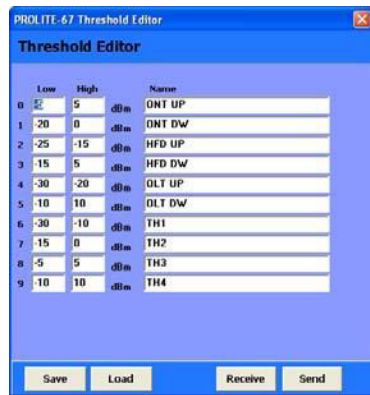 PROLITE-67 Threshold Editor
Threshold Editor
Low High Name
0 5 dBm ONT UP
1 -20 0 dBm ONT DW
2 -25 -15 dBm HFD UP
3 -15 5 dBm HFD DW
4 -30 -20 dBm OLT UP
5 -10 10 dBm OLT DW
6 -30 -10 dBm TH1
7 -15 0 dBm TH2
8 -5 5 dBm TH3
9 -10 10 dBm TH4
Save Load Receive Send